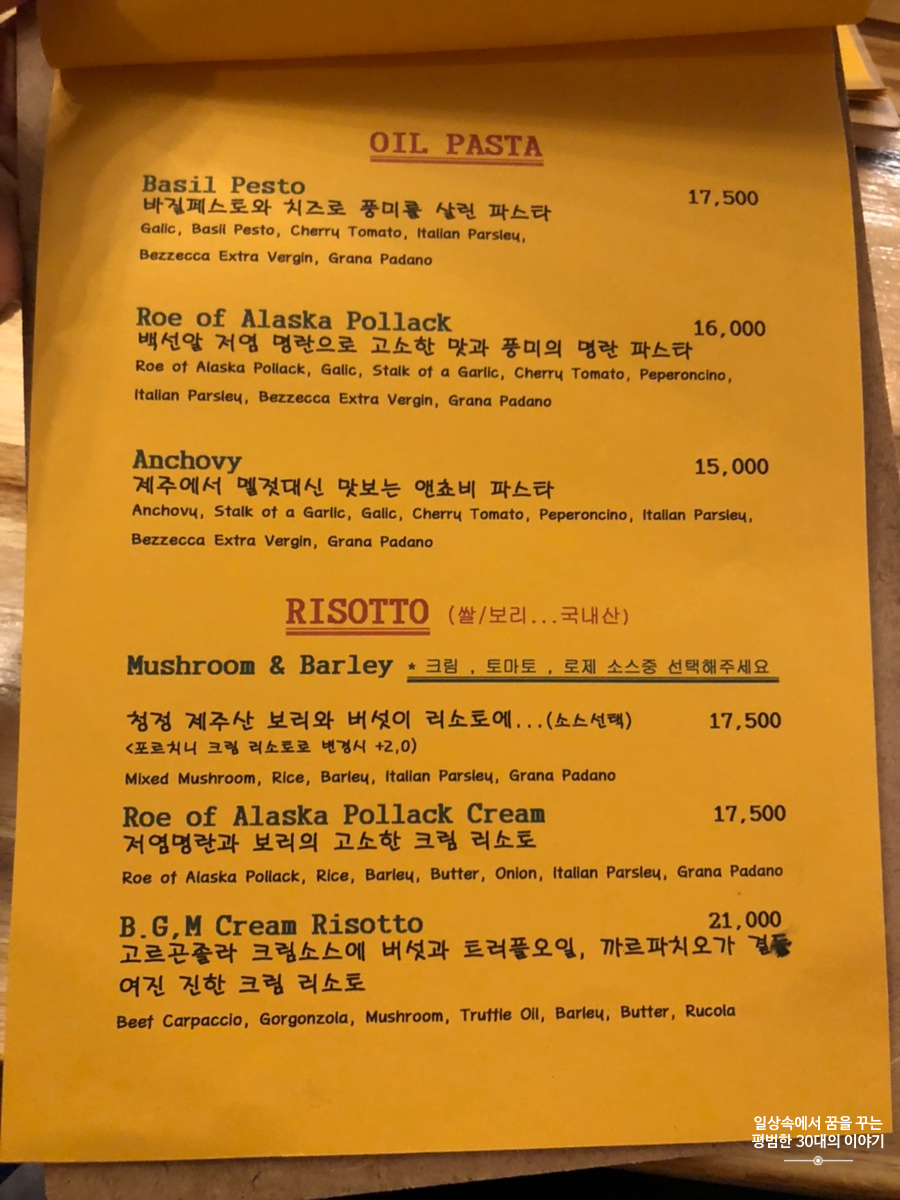 OIL PASTA
Basil Pesto 17,500
바질페스토와 치즈로 풍미를 살린 파스타
Galic, Basil Pesto, Cherry Tomato, Italian Parsley,
Bezzecca Extra Vergin, Grana Padano
Roe of Alaska Pollack 16,000
백선알 저염 명란으로 고소한 맛과 풍미의 명란 파스타
Roe of Alaska Pollack, Galic, Stalk of a Garlic, Cherry Tomato, Peperoncino,
Italian Parsley, Bezzecca Extra Vergin, Grana Padano
Anchovy 15,000
제주에서 멜젓대신 맛보는 앤쵸비 파스타
Anchovy, Stalk of a Garlic, Galic, Cherry Tomato, Peperoncino, Italian Parsley,
Bezzecca Extra Vergin, Grana Padano
RISOTTO (쌀/보리...국내산)
Mushroom & Barley * 크림 , 토마토 , 로제 소스중 선택해주세요
청정 제주산 보리와 버섯이 리소토에...(소스선택) 17,500
<포르치니 크림 리소토로 변경시 +2,0)
Mixed Mushroom, Rice, Barley, Italian Parsley, Grana Padano
Roe of Alaska Pollack Cream 17,500
저염명란과 보리의 고소한 크림 리소토
Roe of Alaska Pollack, Rice, Barley, Butter, Onion, Italian Parsley, Grana Padano
B.G,M Cream Risotto 21,000
고르곤졸라 크림소스에 버섯과 트러플오일, 까르파치오가 곁들
여진 진한 크림 리소토
Beef Carpaccio, Gorgonzola, Mushroom, Truffle Oil, Barley, Butter, Rucola
일상속에서 꿈을 꾸는
평범한 30대의 이야기